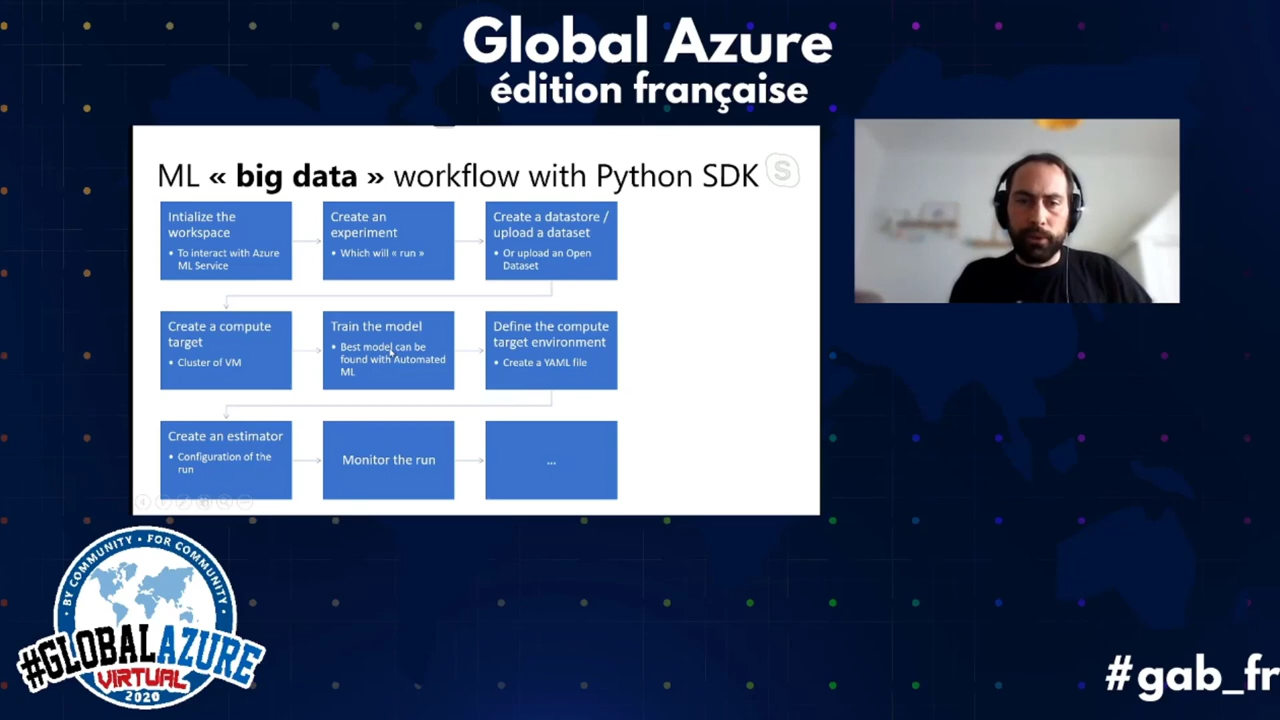 Global Azure
édition française
ML « big data » workflow with Python SDK
S
Intialize the
workspace
• To interact with Azure
ML Service
Create an
experiment
• Which will « run »
Create a datastore /
upload a dataset
• Or upload an Open
Dataset
Create a compute
target
• Cluster of VM
Train the model
• Best model can be
found with Automated
ML
Define the compute
target environment
• Create a YAML file
Create an estimator
• Configuration of the
run
Monitor the run
...
• BY COMMUNITY • FOR COMMUNITY •
#GLOBALAZURE
VIRTUAL
2020
#gab_fr